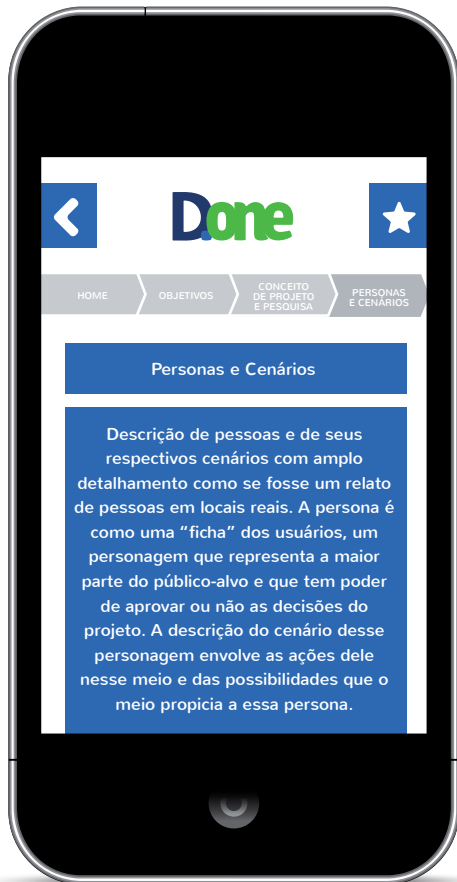 D.one
HOME
OBJETIVOS
CONCEITO
DE PROJETO
E PESQUISA
PERSONAS
E CENÁRIOS
Personas e Cenários
Descrição de pessoas e de seus
respectivos cenários com amplo
detalhamento como se fosse um relato
de pessoas em locais reais. A persona é
como uma “ficha” dos usuários, um
personagem que representa a maior
parte do público-alvo e que tem poder
de aprovar ou não as decisões do
projeto. A descrição do cenário desse
personagem envolve as ações dele
nesse meio e das possibilidades que o
meio propicia a essa persona.